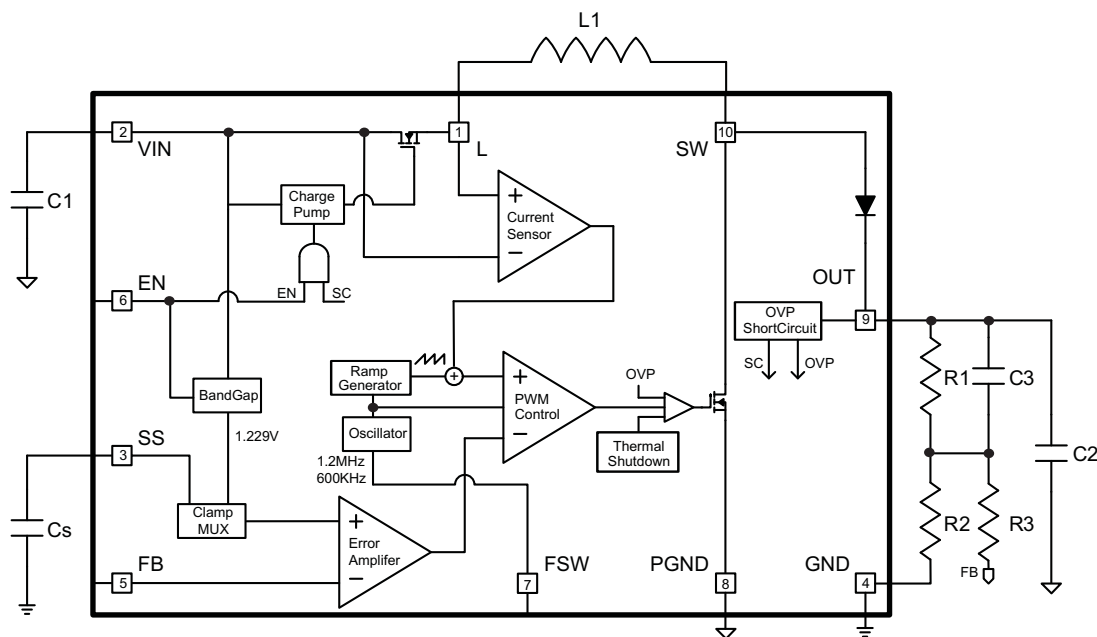 L1
2
VIN
1
L
10
SW
C1
Charge
Pump
+
Current
Sensor
−
EN
6
EN
SC
OUT
OVP
ShortCircuit
9
SC
OVP
Ramp
Generator
+
+
PWM
Control
−
OVP
R1
C3
BandGap
1.229V
Oscillator
1.2MHz
600KHz
Thermal
Shutdown
SS
3
C2
Cs
Clamp
MUX
+
Error
Amplifer
−
R2
R3
FB
5
FSW
7
PGND
8
GND
4
FB